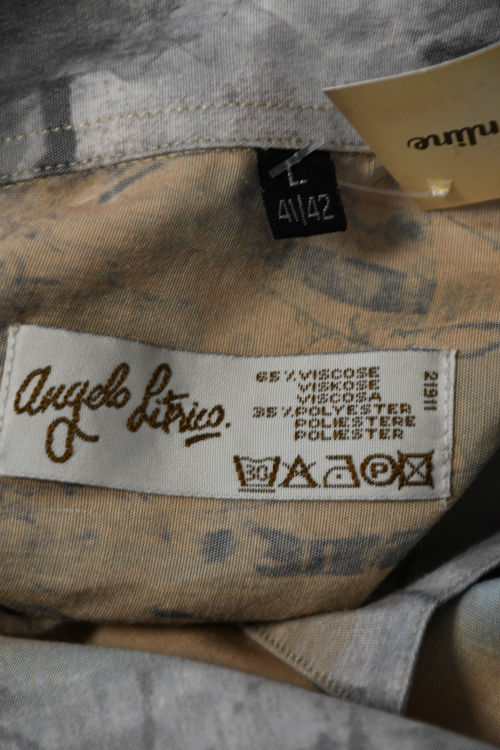 nline
L
41/42
Angelo Litrico.
65% VISCOSE
VISKOSE
VISCOSA
35% POLYESTER
POLIESTERE
POLIESTER
21911
30 A P